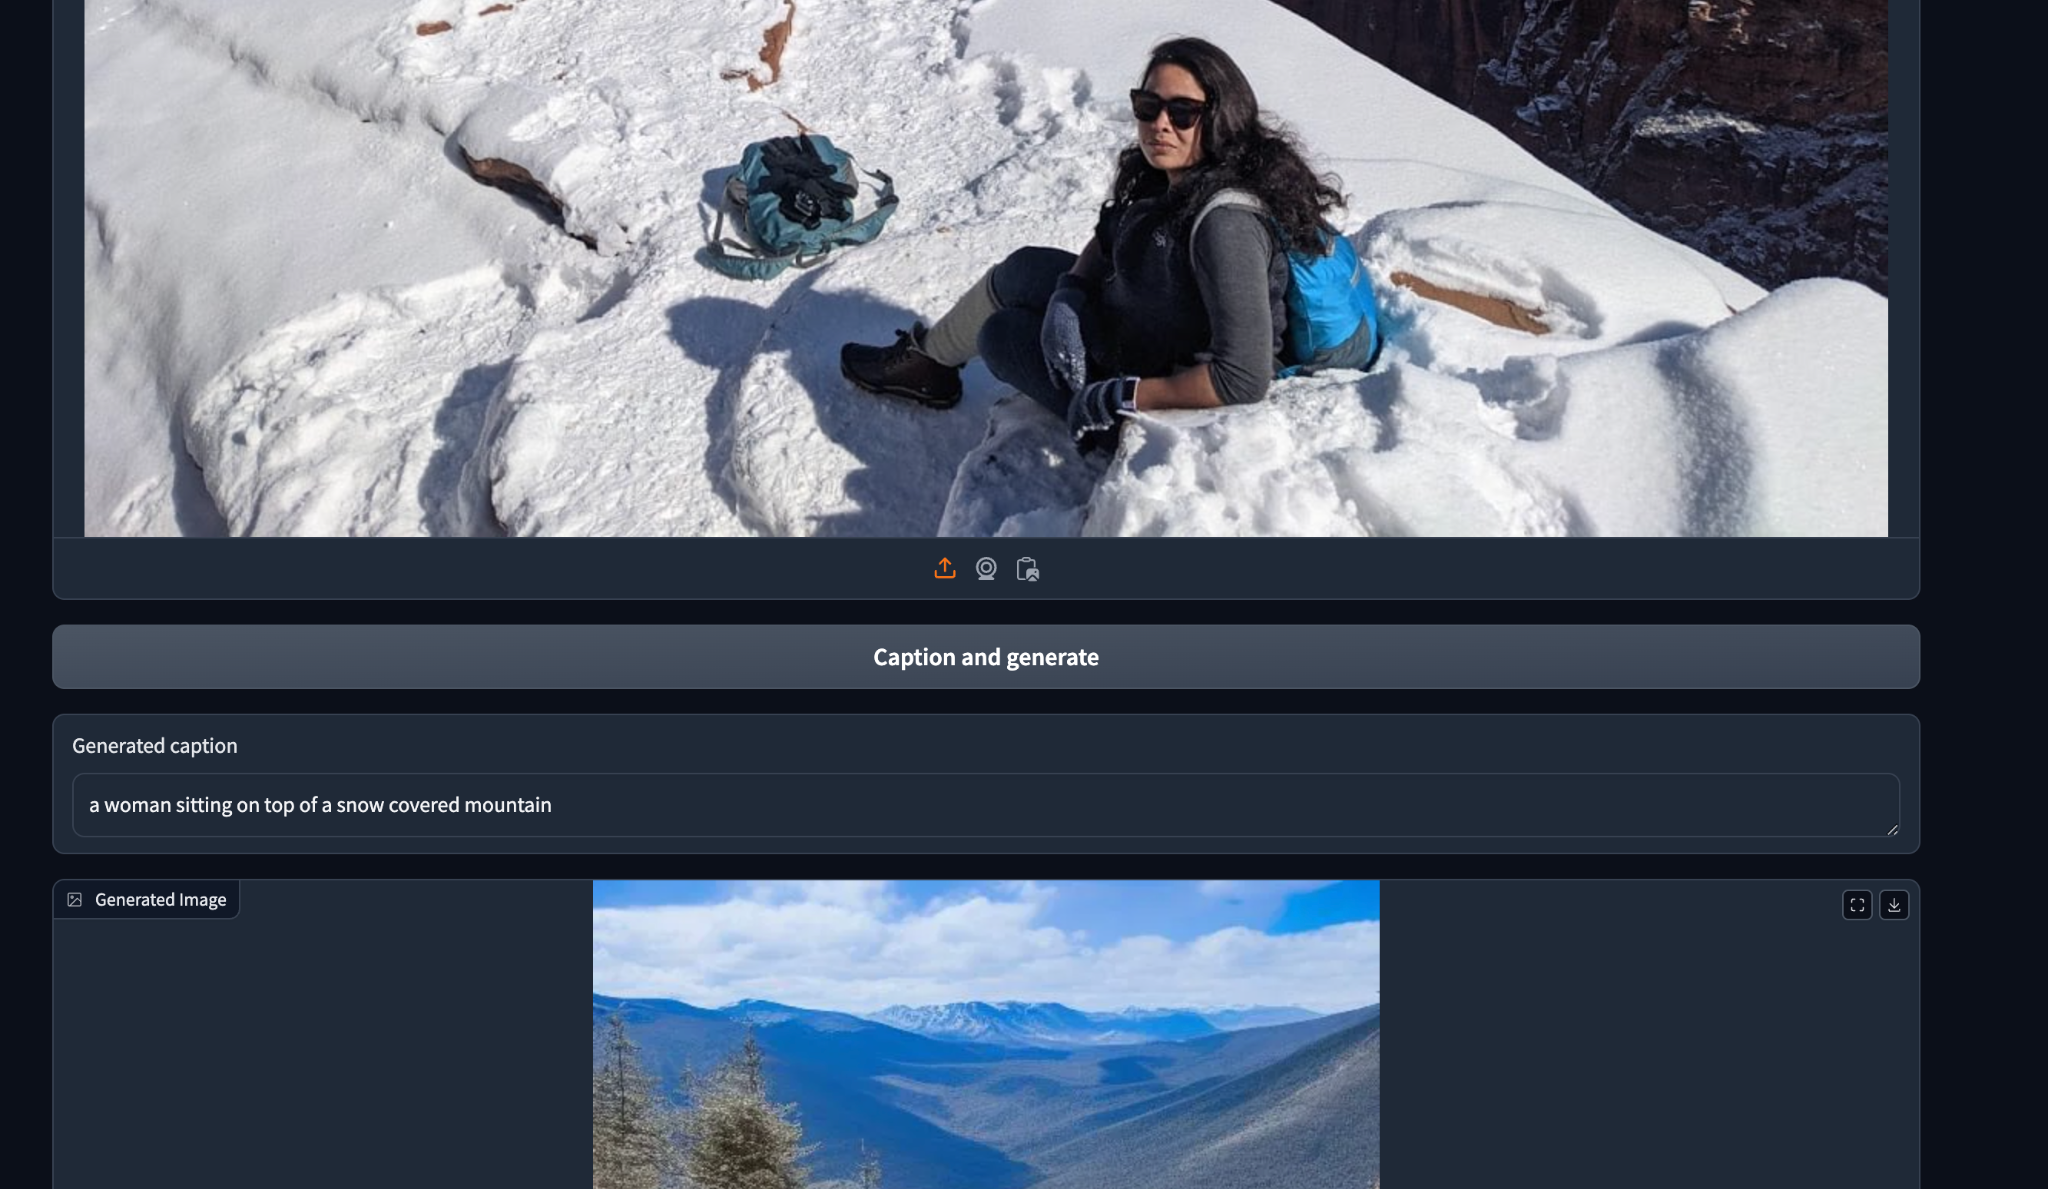 Caption and generate
Generated caption
a woman sitting on top of a snow covered mountain
Generated Image